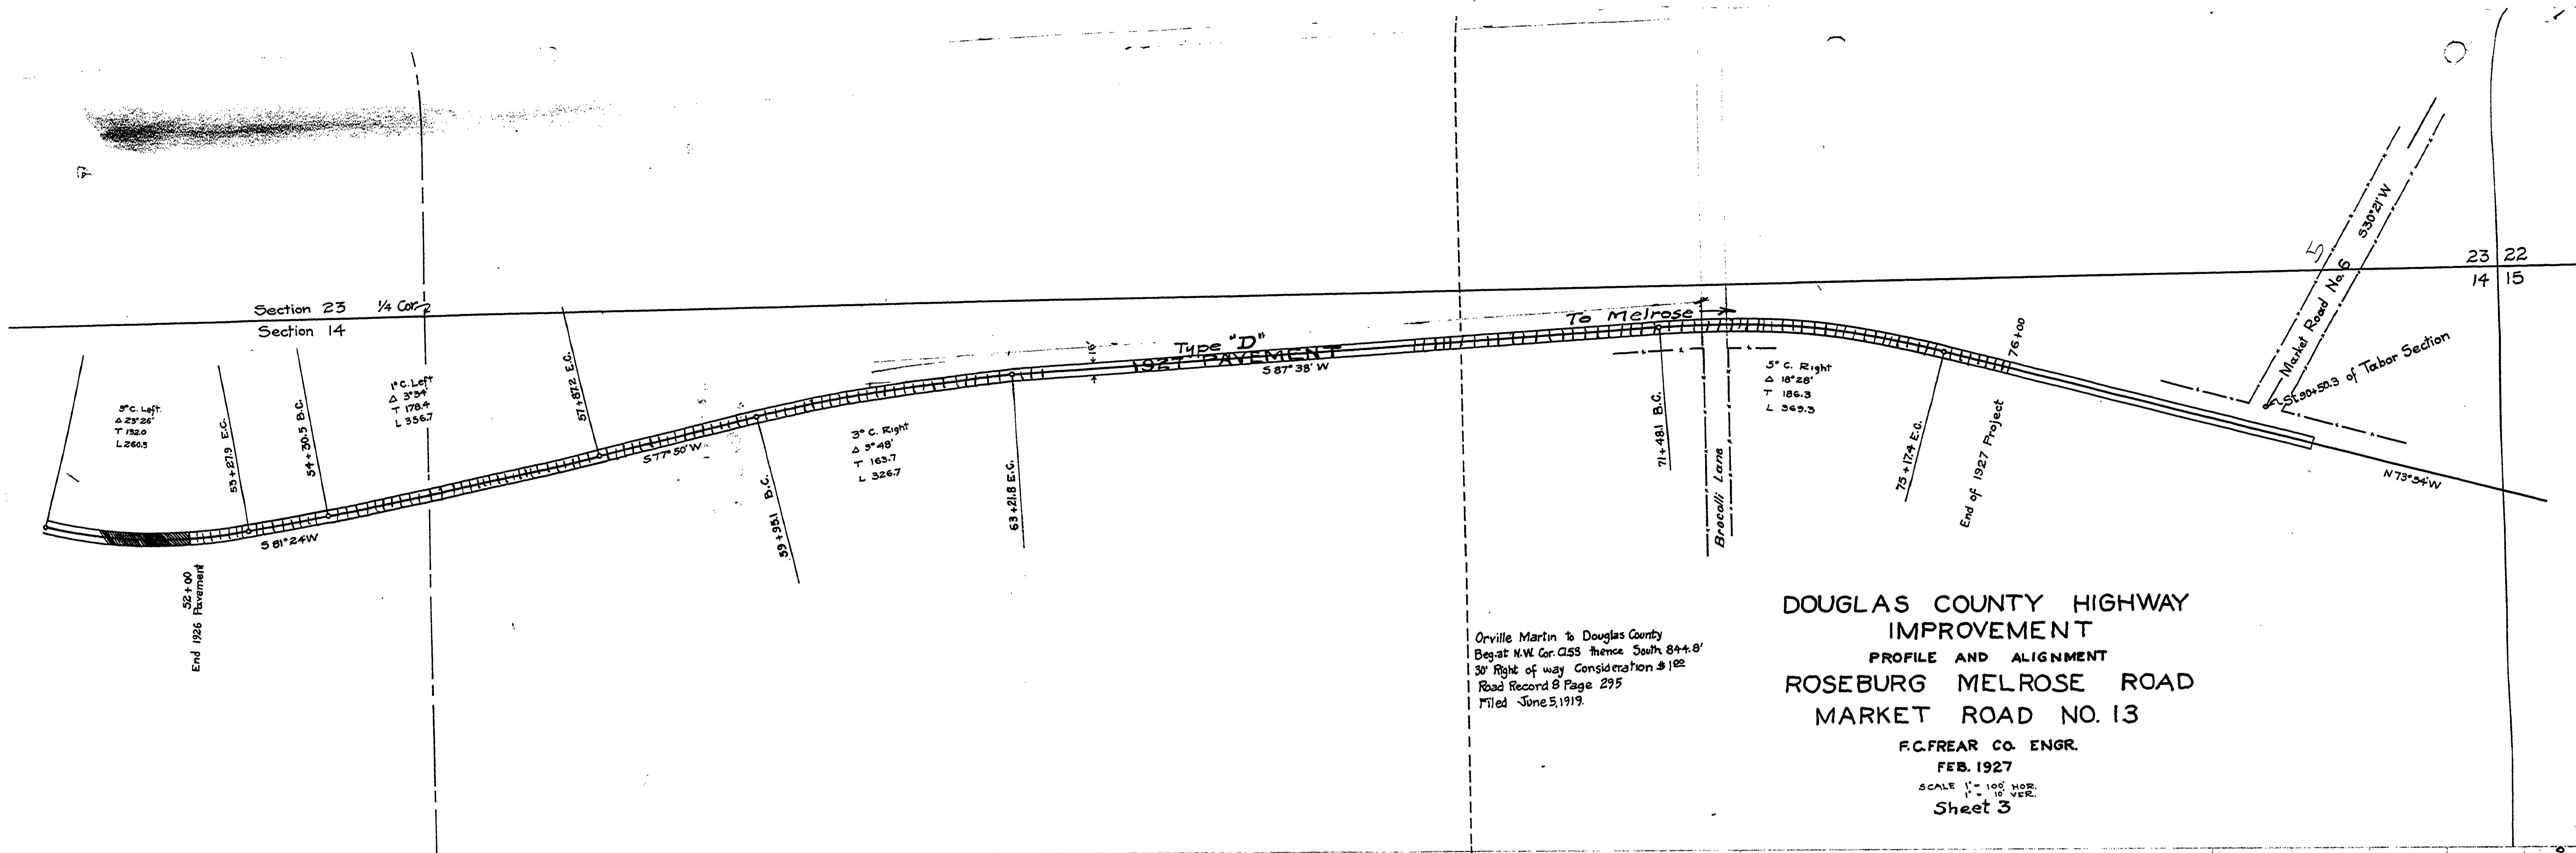 Section 23 1/4 Cor.
Section 14
5° C. Left.
T 132.0
L 260.5
53+27.9 E.C.
54+30.5 B.C.
1° C. Left
Δ 3°34'
T 178.4
L 356.7
57+87.2 E.C.
S 81°24'W
52+00
End 1926 Pavement
S 77°50'W
59+95.1 B.C.
3° C. Right
Δ 9°48'
T 163.7
L 326.7
63+21.8 E.C.
16'
Type "D"
1927 PAVEMENT
S 87°38' W
To Melrose
71+48.1 B.C.
Brocolli Lane
5° C. Right
Δ 18°28'
T 186.3
L 369.3
75+17.4 E.C.
76+00
End of 1927 Project
5
Market Road No. 6
S30°21'W
St. 90+50.3 of Tabor Section
N 73°54'W
23 22
14 15
Orville Martin to Douglas County
Beg. at N.W. Cor. Cl. 53 thence South 844.8'
30' Right of way Consideration $1.00
Road Record 8 Page 295
Filed June 5, 1919.
DOUGLAS COUNTY HIGHWAY
IMPROVEMENT
PROFILE AND ALIGNMENT
ROSEBURG MELROSE ROAD
MARKET ROAD NO. 13
F.C. FREAR CO. ENGR.
FEB. 1927
SCALE 1" = 100' HOR.
1" = 10' VER.
Sheet 3